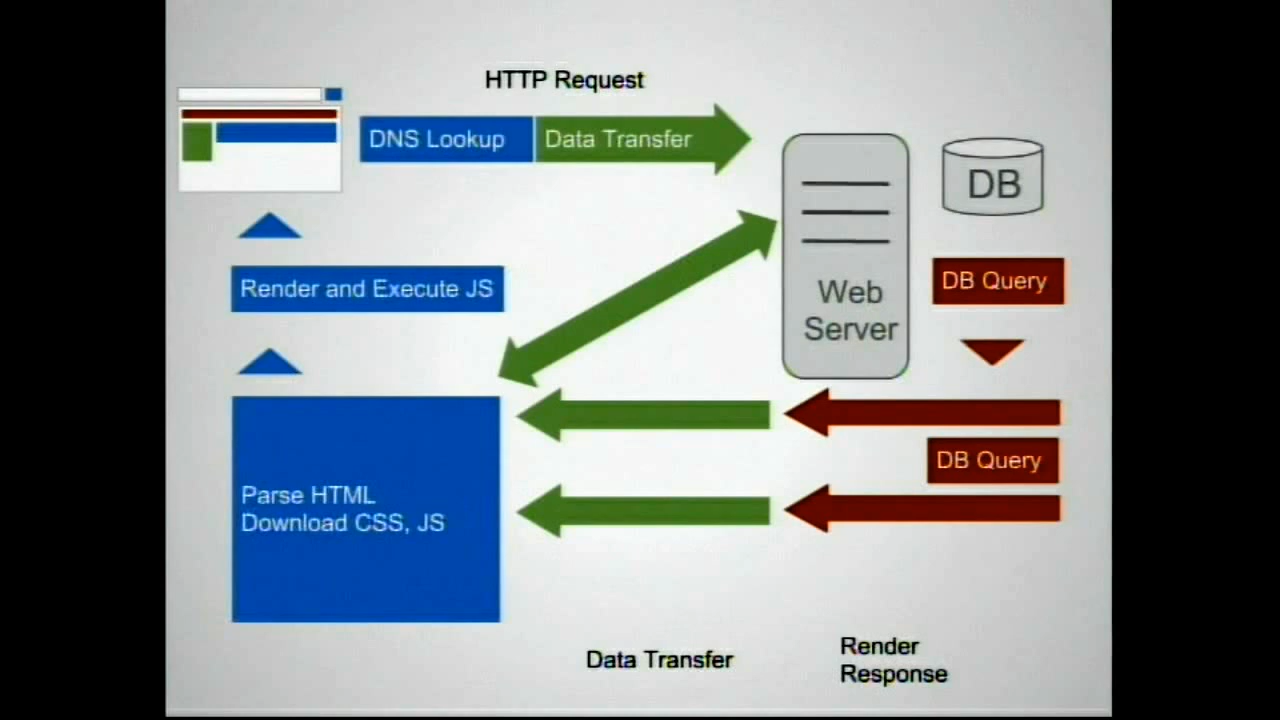 HTTP Request
DNS Lookup
Data Transfer
DB
DB Query
Render and Execute JS
Web
Server
DB Query
Parse HTML
Download CSS, JS
Data Transfer
Render
Response